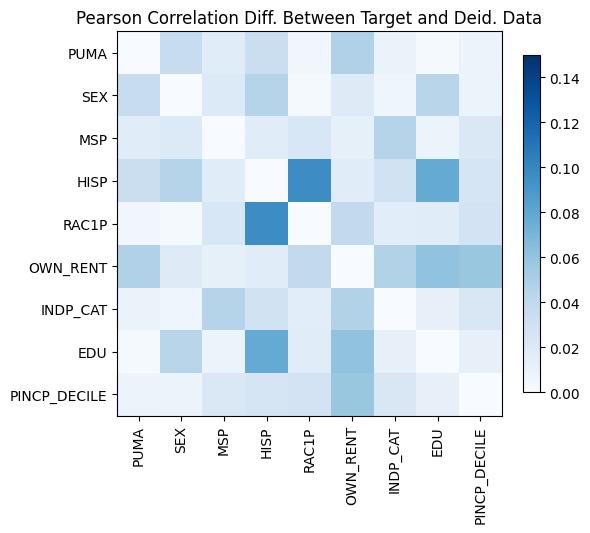 Pearson Correlation Diff. Between Target and Deid. Data
PUMA
SEX
MSP
HISP
RAC1P
OWN_RENT
INDP_CAT
EDU
PINCP_DECILE
PUMA
SEX
MSP
HISP
RAC1P
OWN_RENT
INDP_CAT
EDU
PINCP_DECILE
0.14
0.12
0.10
0.08
0.06
0.04
0.02
0.00